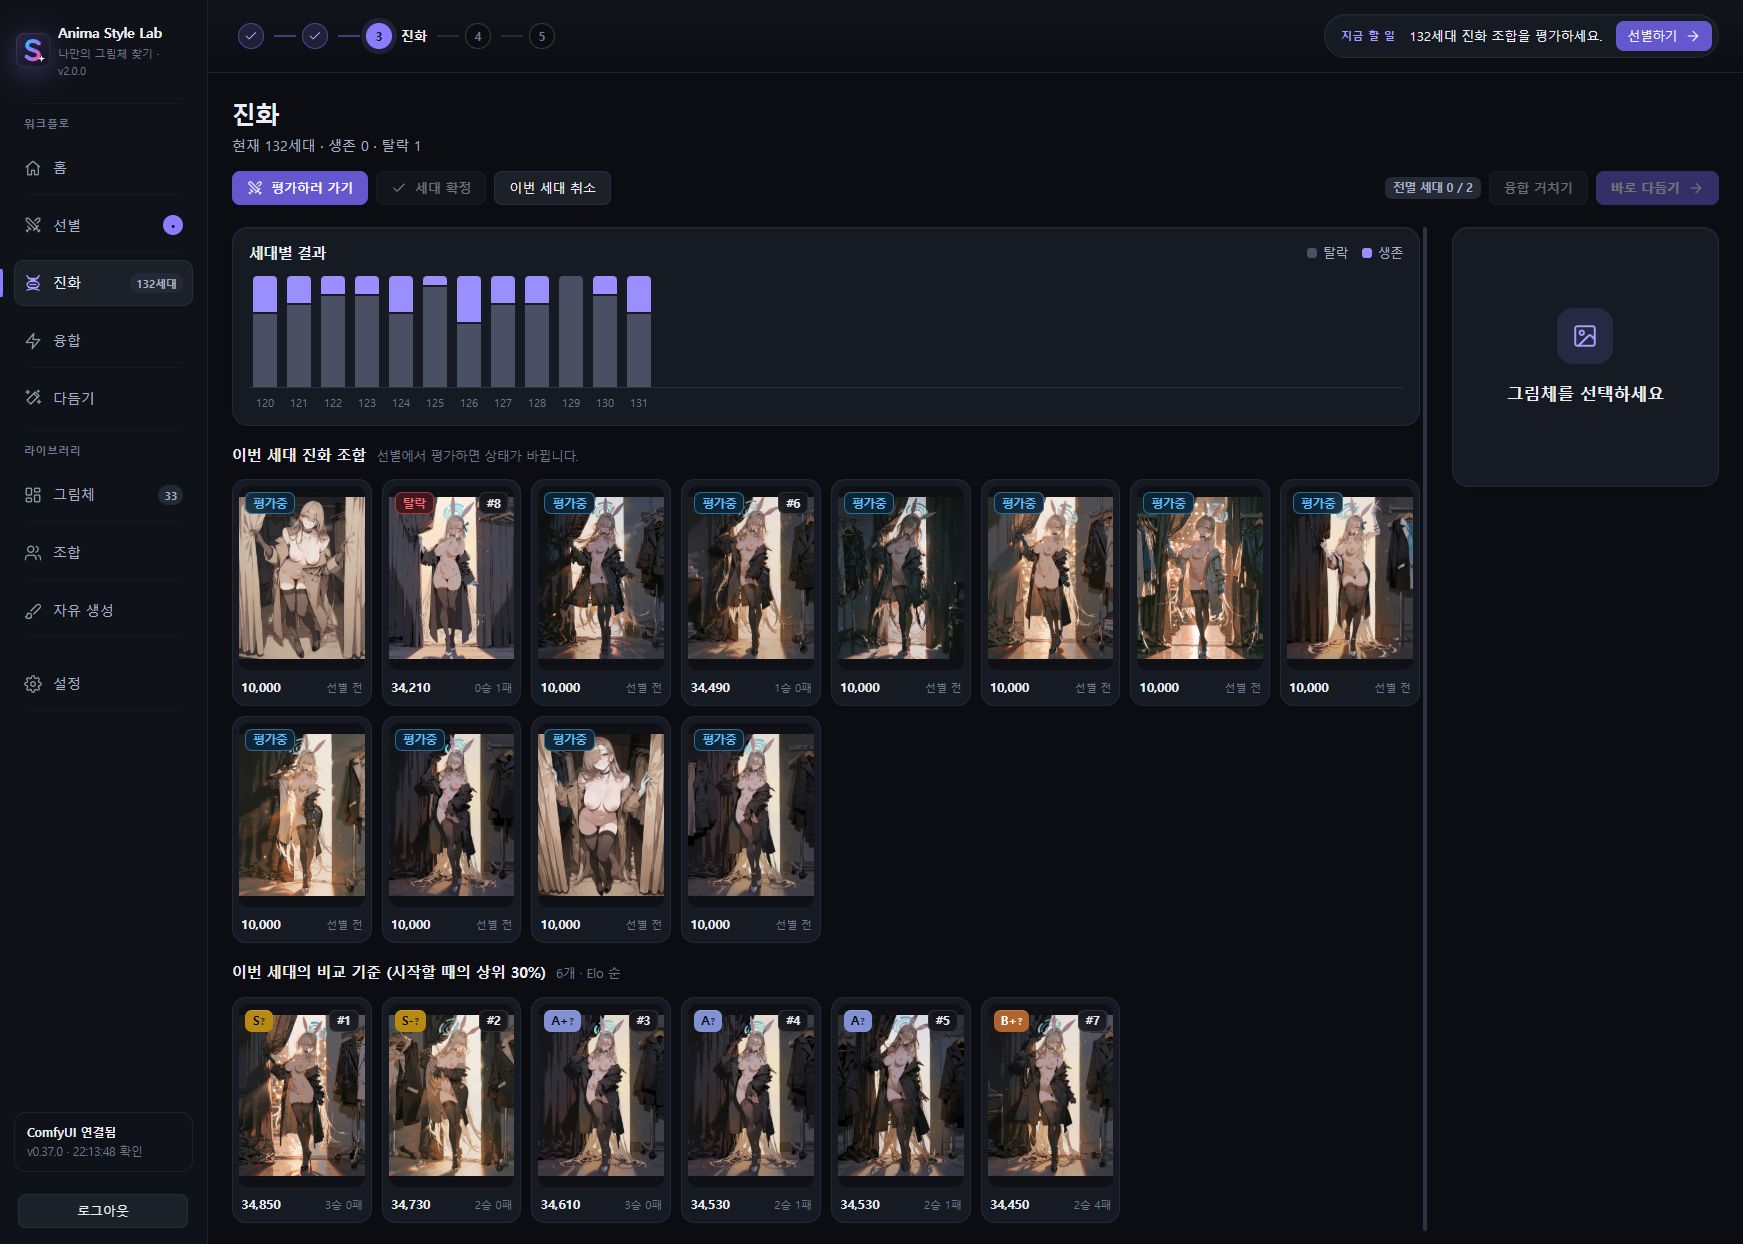 Anima Style Lab
나만의 그림체 찾기 ·
v2.0.0
3 진화
4
5
지금 할 일 132세대 진화 조합을 평가하세요. 선별하기 →
워크플로
홈
선별
진화 132세대
융합
다듬기
라이브러리
그림체 33
조합
자유 생성
설정
ComfyUI 연결됨
v0.37.0 · 22:13:48 확인
로그아웃
진화
현재 132세대 · 생존 0 · 탈락 1
평가하러 가기 세대 확정 이번 세대 취소
전멸 세대 0 / 2 융합 거치기 바로 다듬기 →
세대별 결과 탈락 생존
120 121 122 123 124 125 126 127 128 129 130 131
그림체를 선택하세요
이번 세대 진화 조합 선별에서 평가하면 상태가 바뀝니다.
평가중 탈락 #8 평가중 평가중 #6 평가중 평가중 평가중 평가중
10,000 선별 전 34,210 0승 1패 10,000 선별 전 34,490 1승 0패 10,000 선별 전 10,000 선별 전 10,000 선별 전 10,000 선별 전
평가중 평가중 평가중 평가중
10,000 선별 전 10,000 선별 전 10,000 선별 전 10,000 선별 전
이번 세대의 비교 기준 (시작할 때의 상위 30%) 6개 · Elo 순
S? #1 S-? #2 A+? #3 A? #4 A? #5 B+? #7
34,850 3승 0패 34,730 2승 0패 34,610 3승 0패 34,530 2승 1패 34,530 2승 1패 34,450 2승 4패